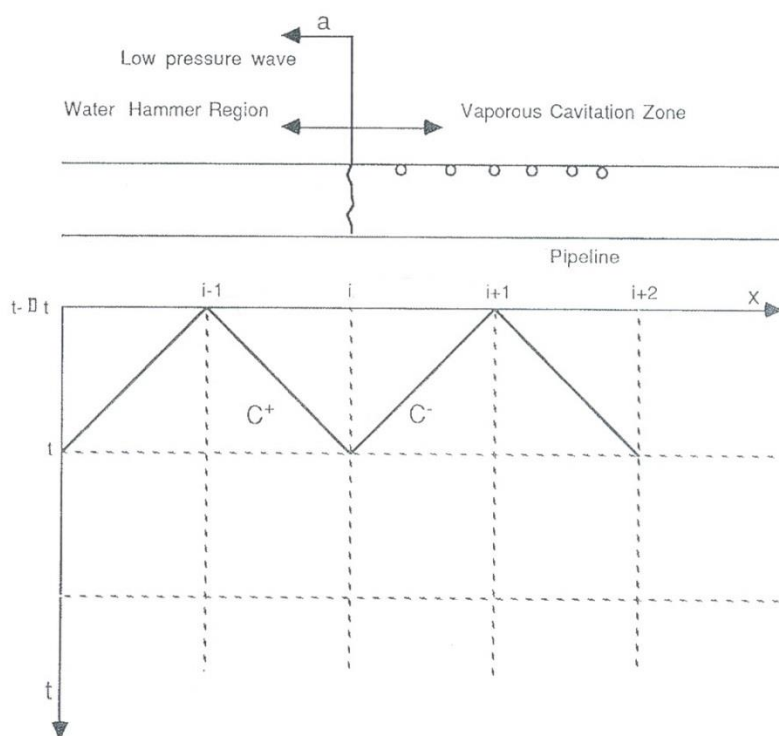 a
Low pressure wave
Water Hammer Region
Vaporous Cavitation Zone
Pipeline
i-1
i
i+1
i+2
x
t-▯t
C+
C-
t
t